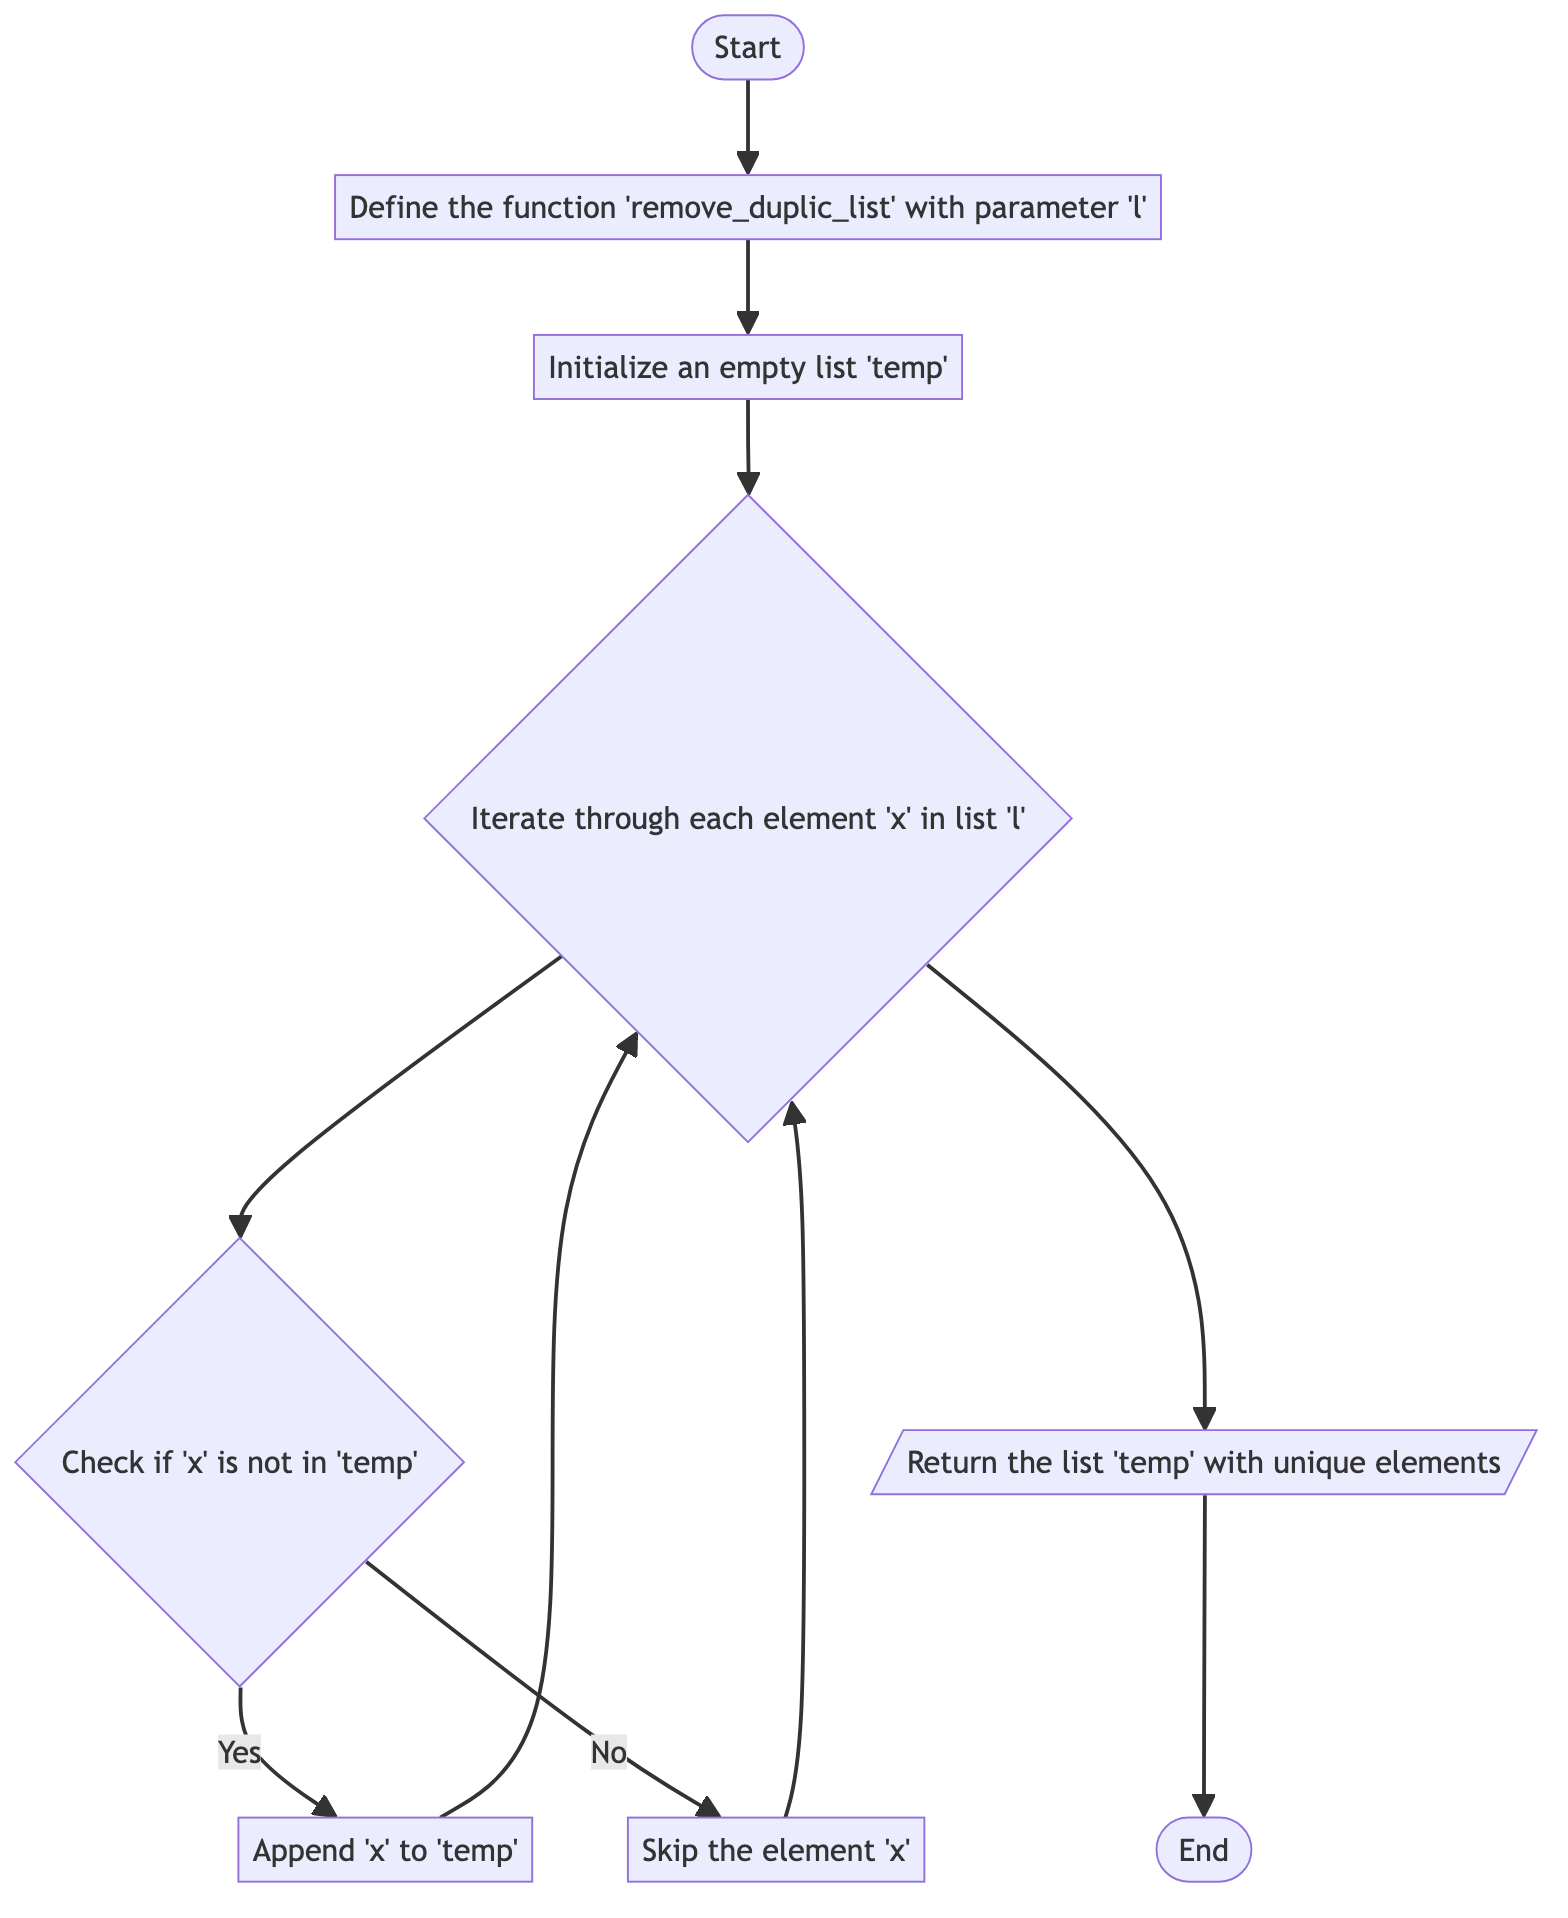 Start
Define the function 'remove_duplic_list' with parameter 'l'
Initialize an empty list 'temp'
Iterate through each element 'x' in list 'l'
Check if 'x' is not in 'temp'
Return the list 'temp' with unique elements
Yes
No
Append 'x' to 'temp'
Skip the element 'x'
End